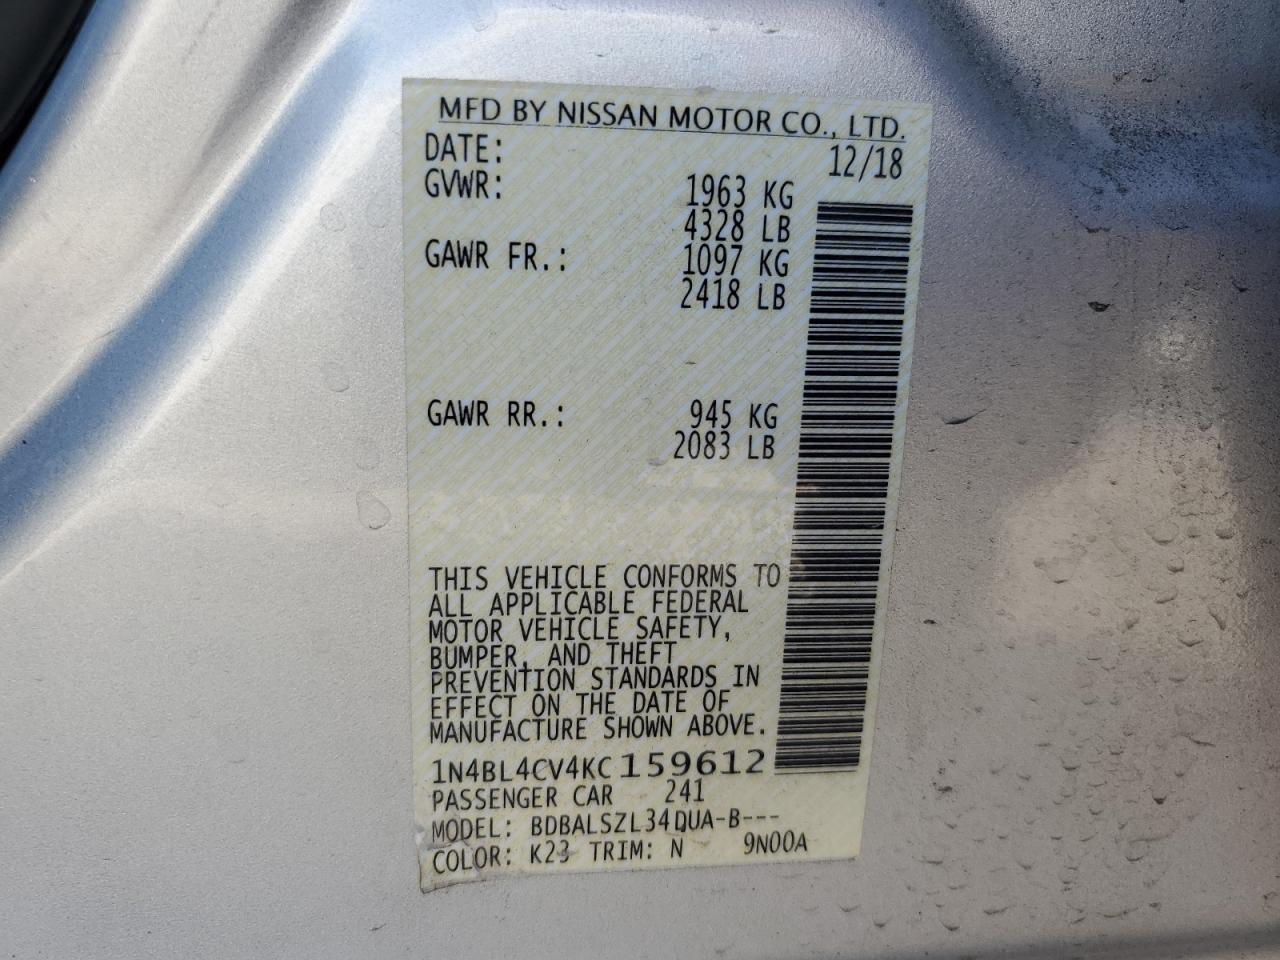 MFD BY NISSAN MOTOR CO., LTD.
DATE: 12/18
GVWR: 1963 KG
4328 LB
GAWR FR.: 1097 KG
2418 LB
GAWR RR.: 945 KG
2083 LB
THIS VEHICLE CONFORMS TO
ALL APPLICABLE FEDERAL
MOTOR VEHICLE SAFETY,
BUMPER, AND THEFT
PREVENTION STANDARDS IN
EFFECT ON THE DATE OF
MANUFACTURE SHOWN ABOVE.
1N4BL4CV4KC159612
PASSENGER CAR 241
MODEL: BDBALSZL34DUA-B---
COLOR: K23 TRIM: N 9N00A